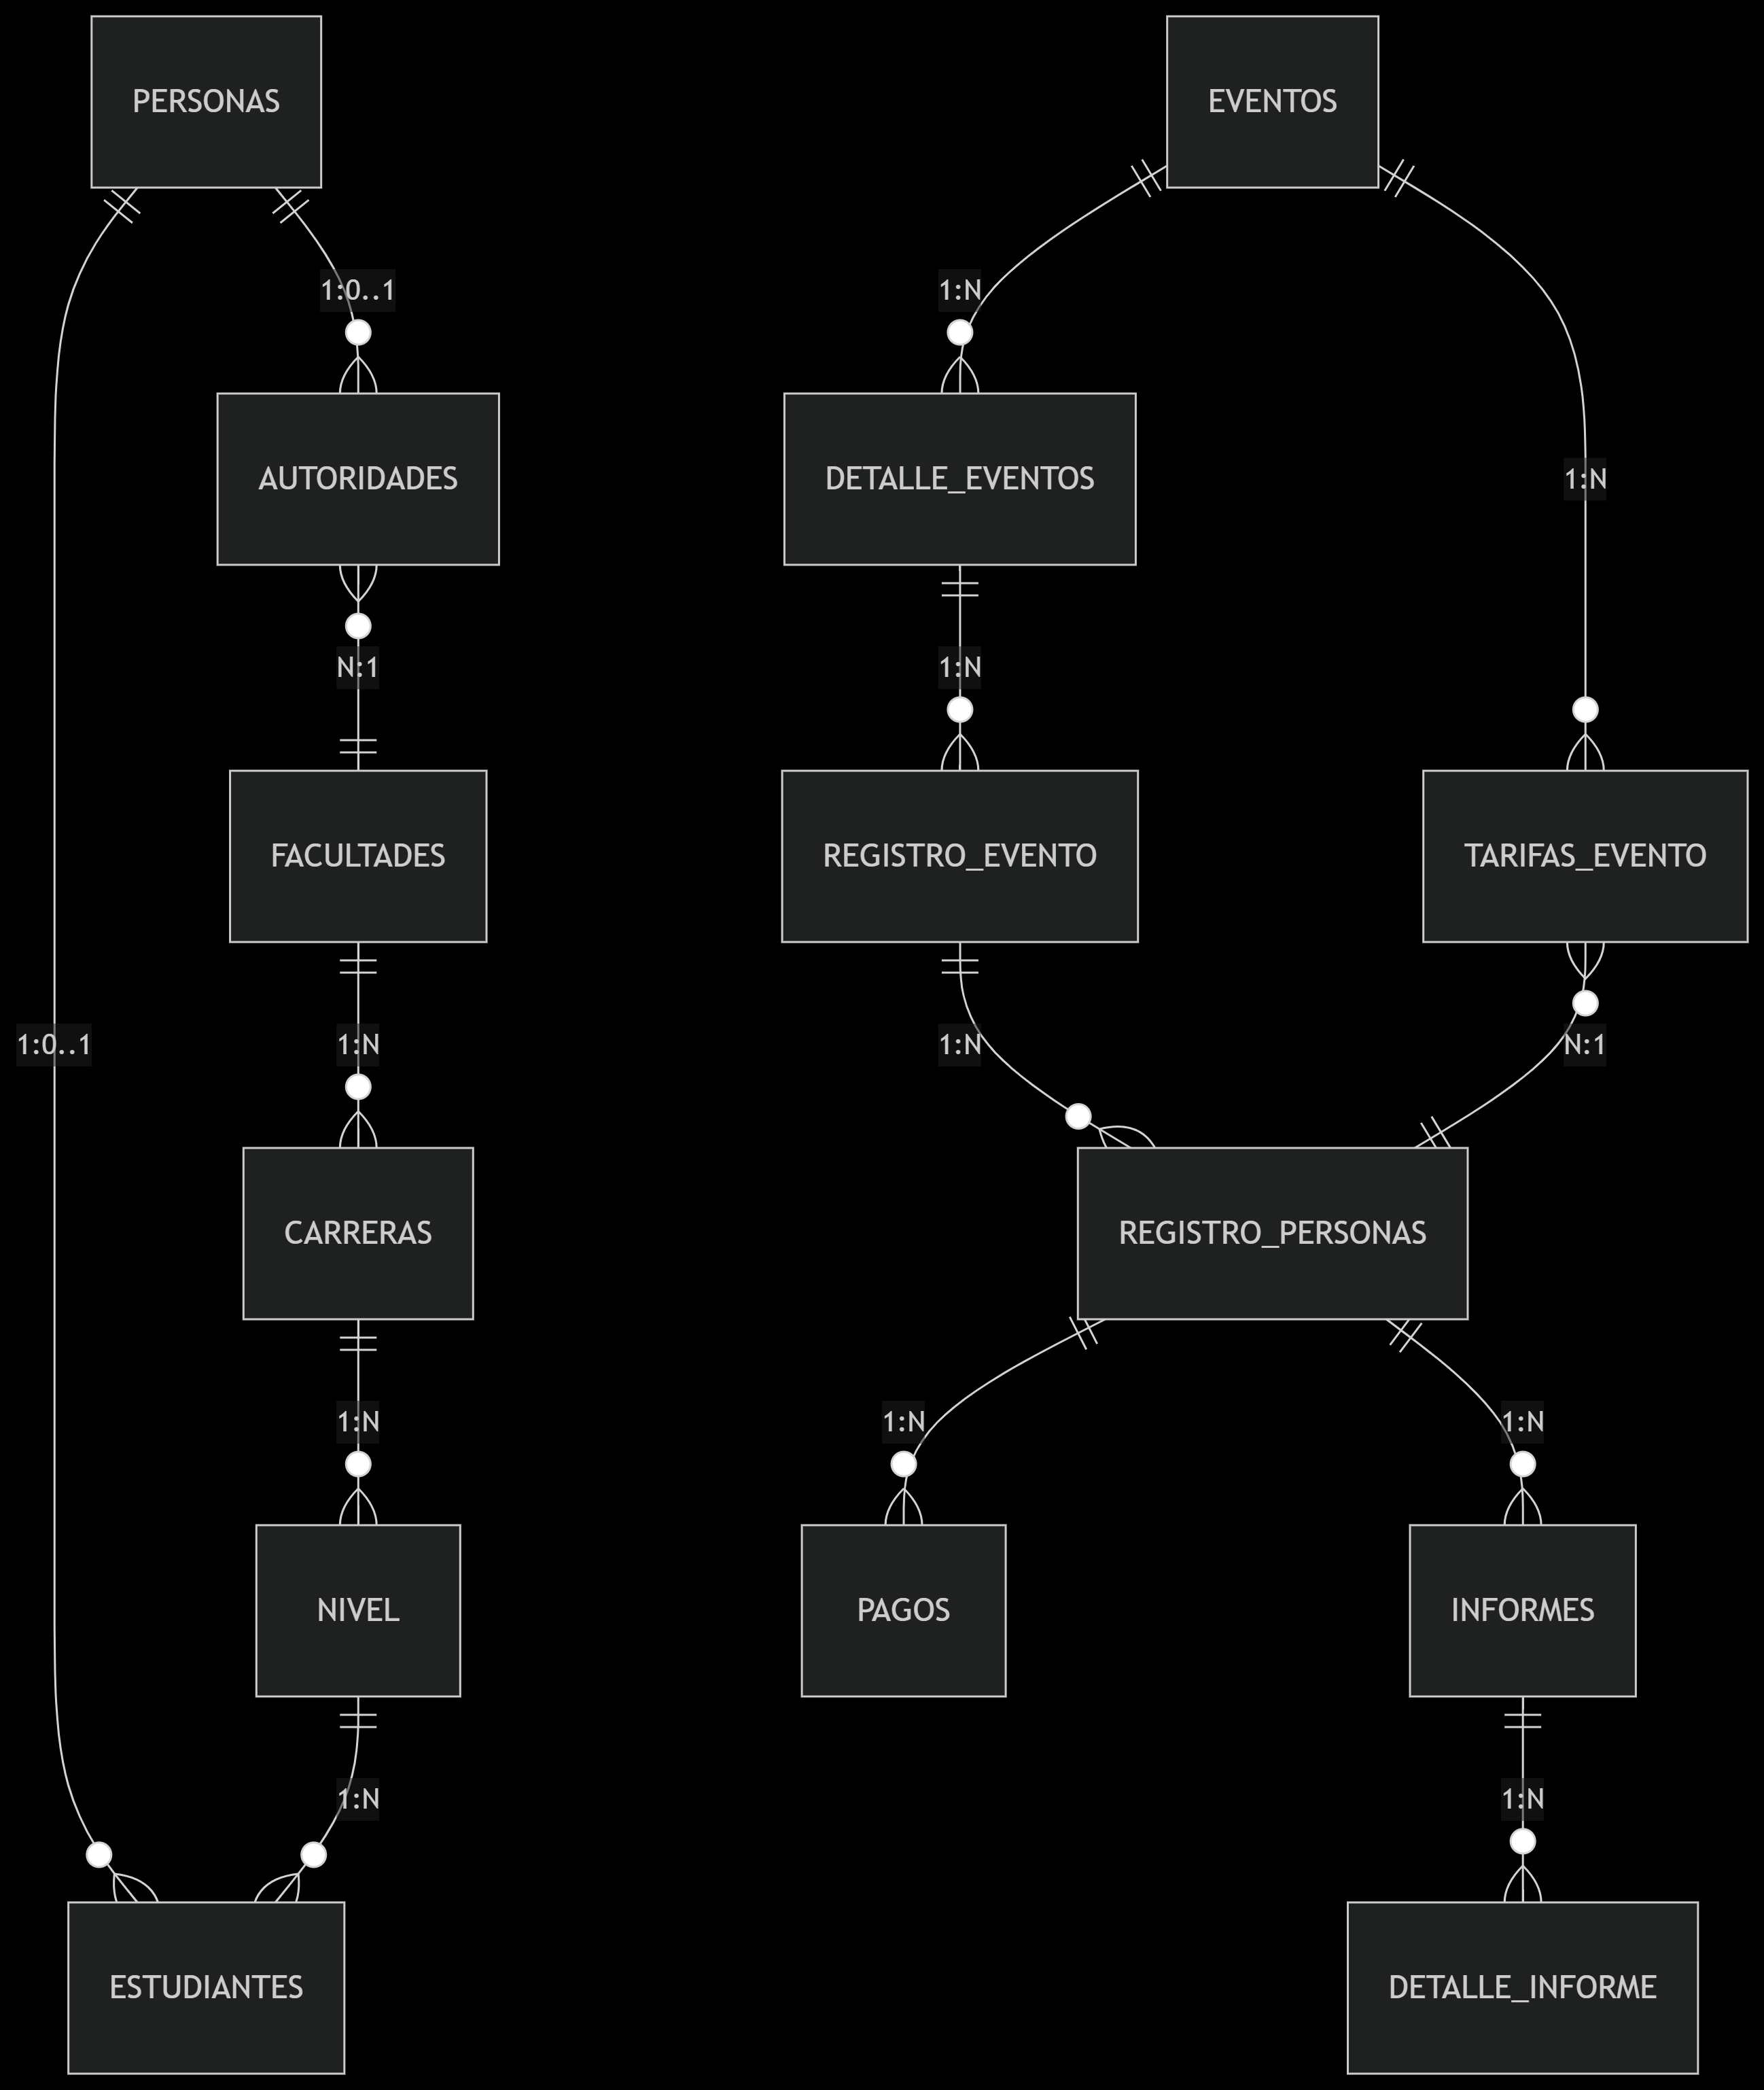 PERSONAS
EVENTOS
1:0..1
1:N
AUTORIDADES
DETALLE_EVENTOS
1:N
N:1
1:N
FACULTADES
REGISTRO_EVENTO
TARIFAS_EVENTO
1:0..1
1:N
1:N
N:1
CARRERAS
REGISTRO_PERSONAS
1:N
1:N
1:N
NIVEL
PAGOS
INFORMES
1:N
1:N
ESTUDIANTES
DETALLE_INFORME